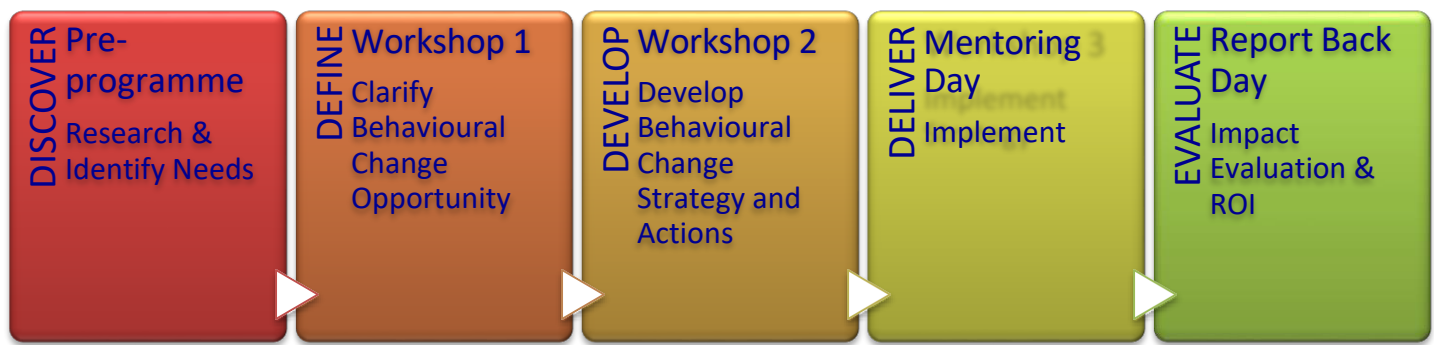 DISCOVER
Pre-
programme
Research &
Identify Needs
DEFINE
Workshop 1
Clarify
Behavioural
Change
Opportunity
DEVELOP
Workshop 2
Develop
Behavioural
Change
Strategy and
Actions
DELIVER
Mentoring
Day
Implement
EVALUATE
Report Back
Day
Impact
Evaluation &
ROI